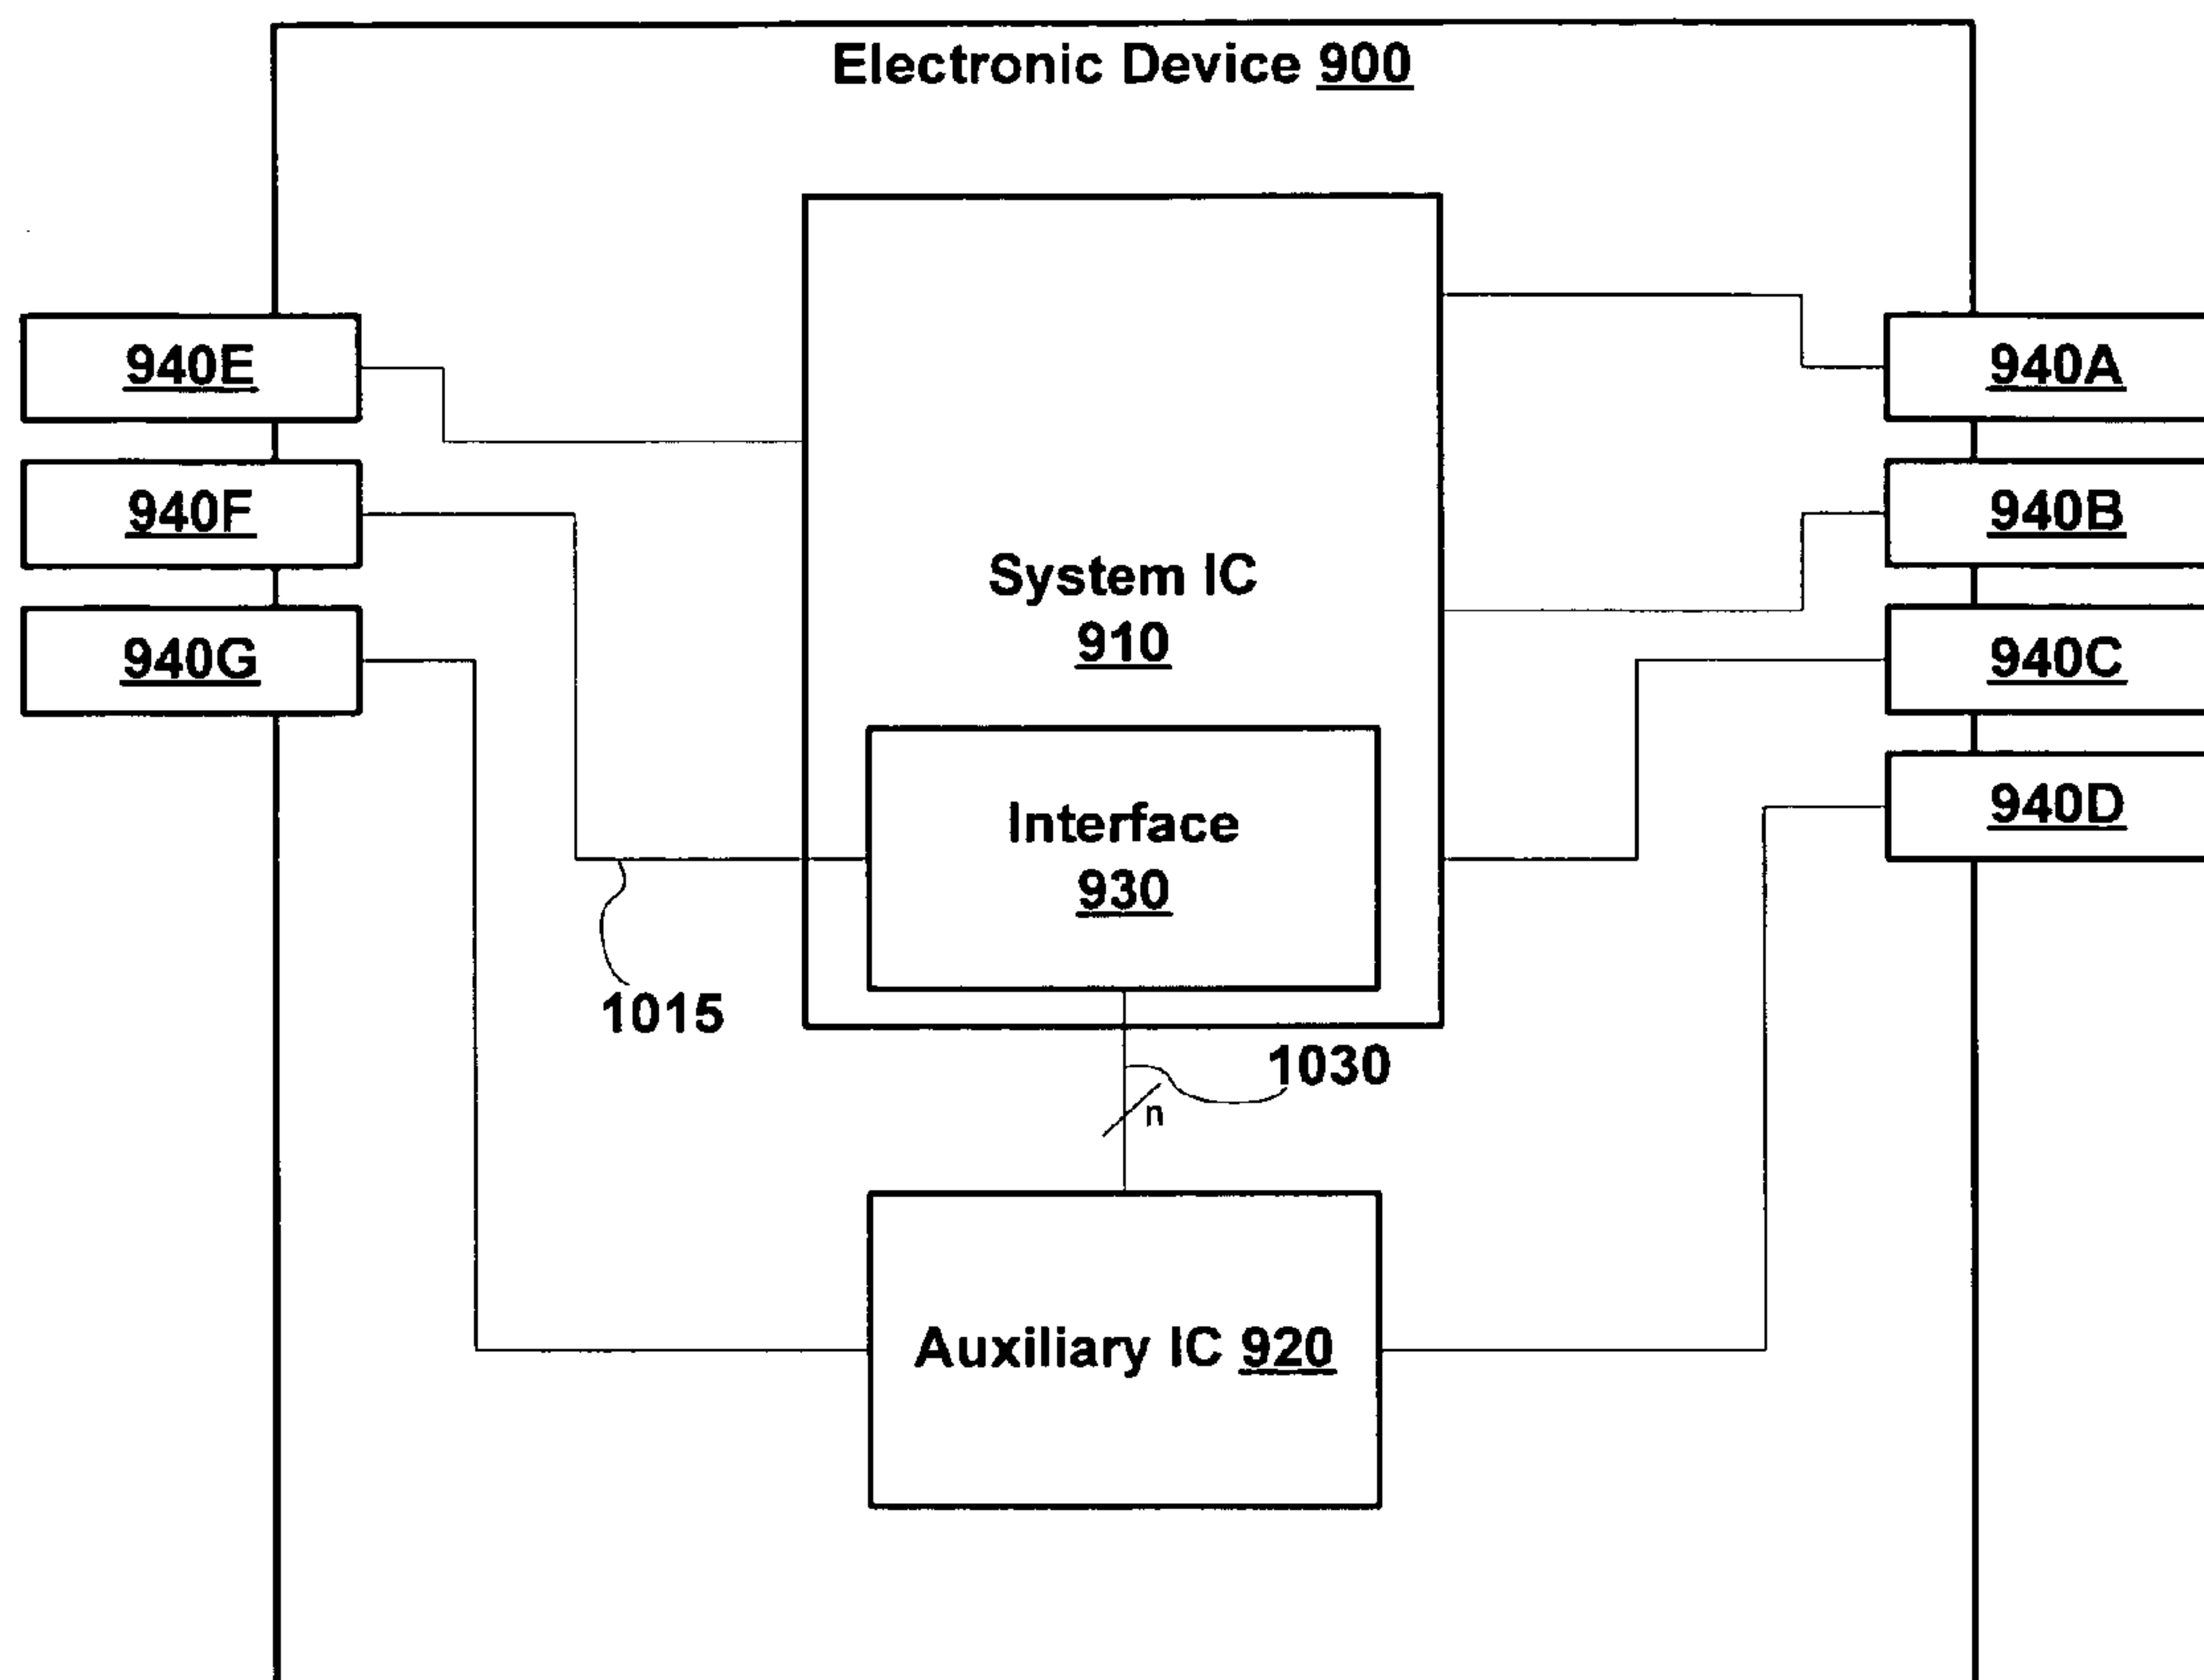 Electronic Device 900
940E
940F
940G
System IC
910
Interface
930
1015
1030
n
Auxiliary IC 920
940A
940B
940C
940D